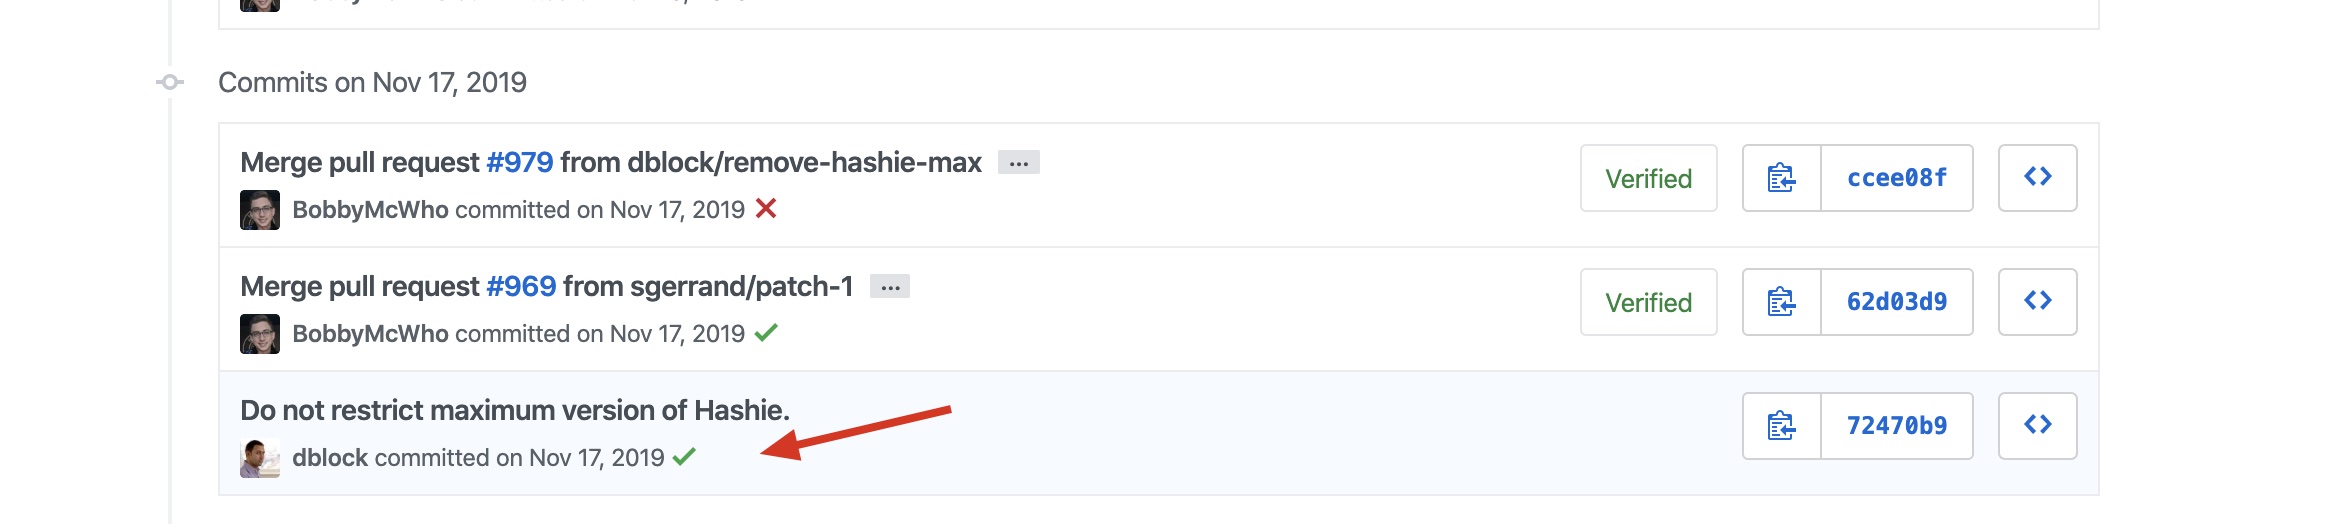 Commits on Nov 17, 2019
Merge pull request #979 from dblock/remove-hashie-max ...
BobbyMcWho committed on Nov 17, 2019
Verified
ccee08f
Merge pull request #969 from sgerrand/patch-1 ...
BobbyMcWho committed on Nov 17, 2019
Verified
62d03d9
Do not restrict maximum version of Hashie.
dblock committed on Nov 17, 2019
72470b9